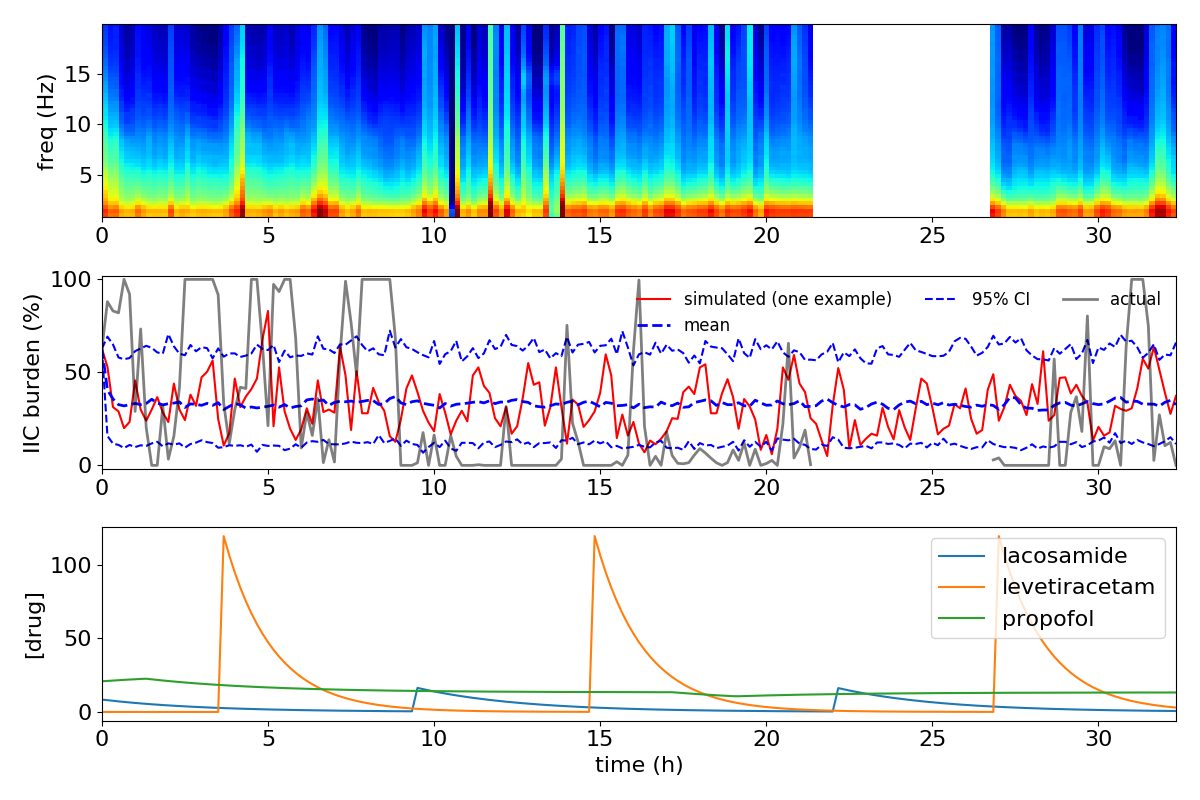 freq (Hz)
15
10
5
0 5 10 15 20 25 30
IIC burden (%)
100
50
0
simulated (one example) 95% CI actual
mean
0 5 10 15 20 25 30
[drug]
100
50
0
lacosamide
levetiracetam
propofol
0 5 10 15 20 25 30
time (h)